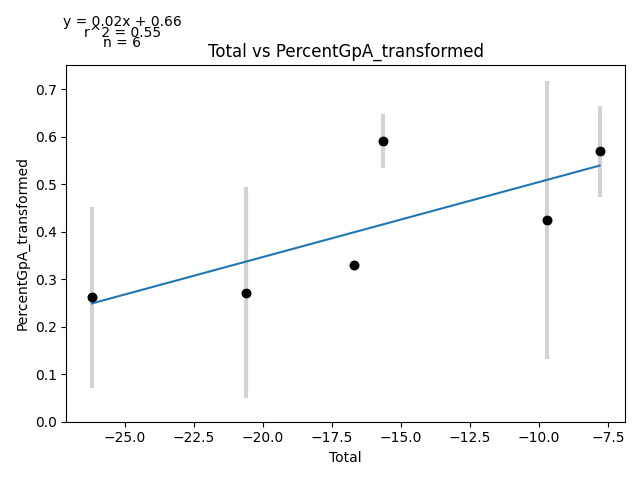 y = 0.02x + 0.66
r^2 = 0.55
n = 6
Total vs PercentGpA_transformed
PercentGpA_transformed
0.7
0.6
0.5
0.4
0.3
0.2
0.1
0.0
−25.0 −22.5 −20.0 −17.5 −15.0 −12.5 −10.0 −7.5
Total